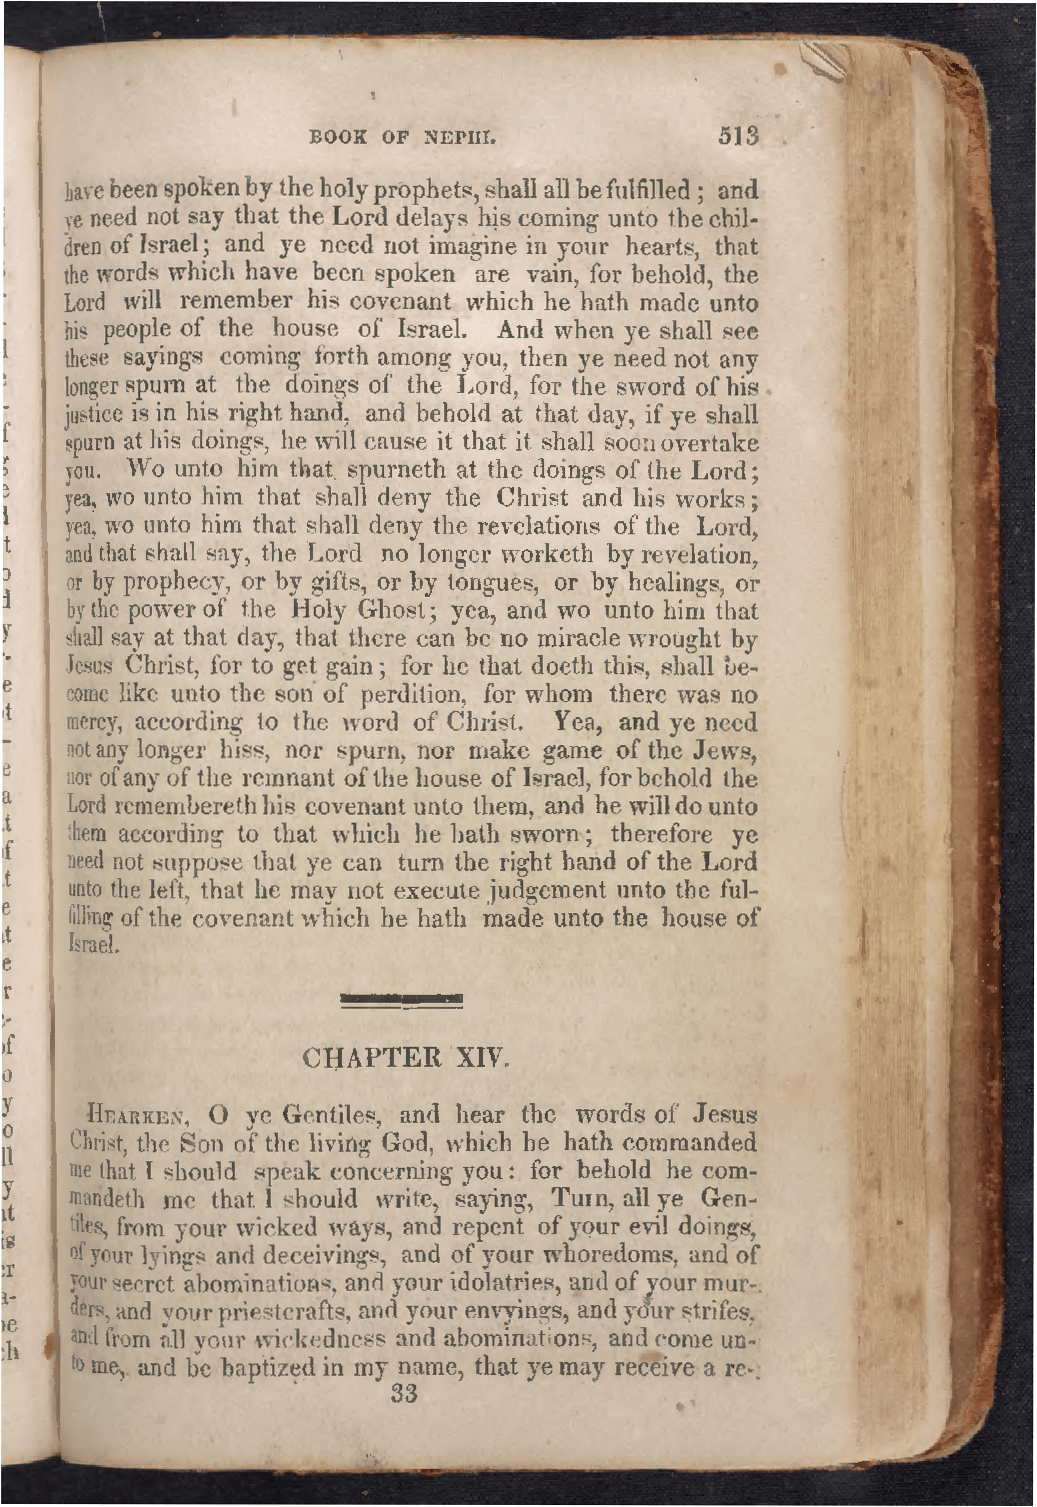 BOOK OF NEPHI. 513
have been spoken by the holy prophets, shall all be fulfilled; and
ye need not say that the Lord delays his coming unto the chil-
dren of Israel; and ye need not imagine in your hearts, that
the words which have been spoken are vain, for behold, the
Lord will remember his covenant which he hath made unto
his people of the house of Israel. And when ye shall see
these sayings coming forth among you, then ye need not any
longer spurn at the doings of the Lord, for the sword of his
justice is in his right hand, and behold at that day, if ye shall
spurn at his doings, he will cause it that it shall soon overtake
you. Wo unto him that spurneth at the doings of the Lord;
yea, wo unto him that shall deny the Christ and his works;
yea, wo unto him that shall deny the revelations of the Lord,
and that shall say, the Lord no longer worketh by revelation,
or by prophecy, or by gifts, or by tongues, or by healings, or
by the power of the Holy Ghost; yea, and wo unto him that
shall say at that day, that there can be no miracle wrought by
Jesus Christ, for to get gain; for he that doeth this, shall be-
come like unto the son of perdition, for whom there was no
mercy, according to the word of Christ. Yea, and ye need
not any longer hiss, nor spurn, nor make game of the Jews,
nor of any of the remnant of the house of Israel, for behold the
Lord remembereth his covenant unto them, and he will do unto
them according to that which he hath sworn; therefore ye
need not suppose that ye can turn the right hand of the Lord
unto the left, that he may not execute judgement unto the ful-
filling of the covenant which he hath made unto the house of
Israel.
CHAPTER XIV.
HEARKEN, O ye Gentiles, and hear the words of Jesus
Christ, the Son of the living God, which he hath commanded
me that I should speak concerning you: for behold he com-
mandeth me that I should write, saying, Turn, all ye Gen-
tiles, from your wicked ways, and repent of your evil doings,
of your lyings and deceivings, and of your whoredoms, and of
your secret abominations, and your idolatries, and of your mur-
ders, and your priestcrafts, and your envyings, and your strifes,
and from all your wickedness and abominations, and come un-
to me, and be baptized in my name, that ye may receive a re-
33